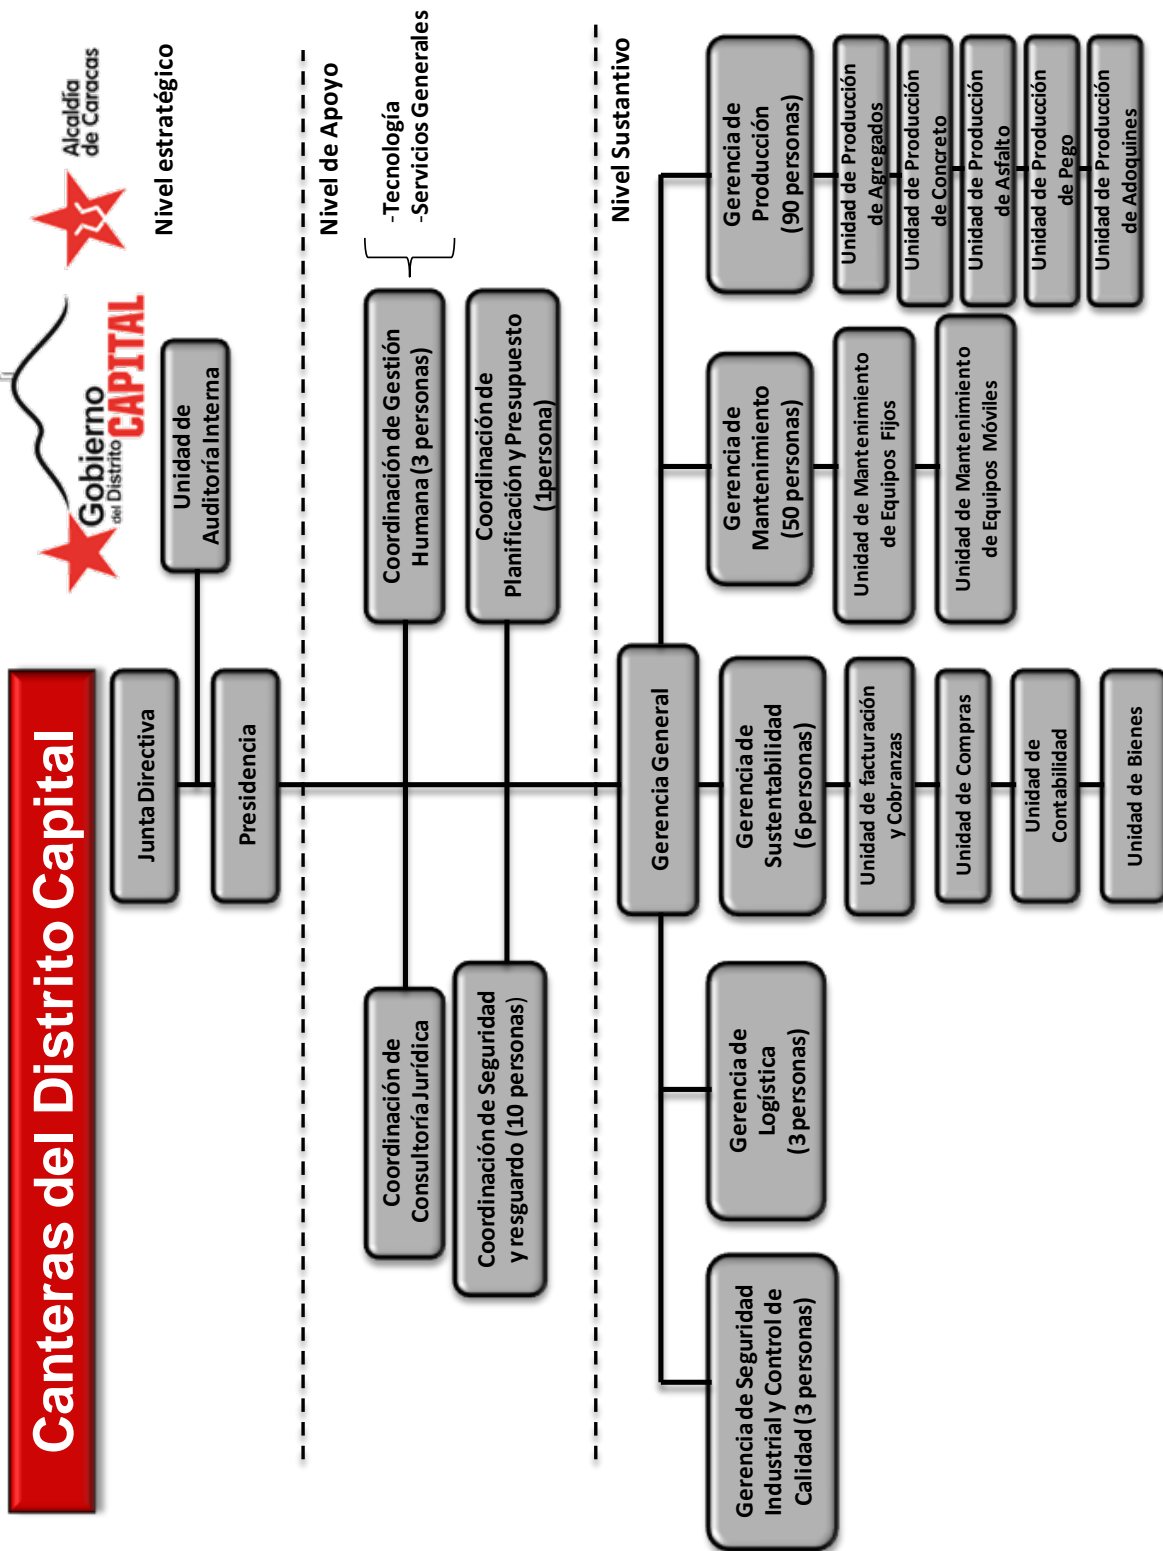 Canteras del Distrito Capital
Gobierno
del Distrito
CAPITAL
Alcaldía
de Caracas
Nivel estratégico
Junta Directiva
Unidad de
Auditoría Interna
Presidencia
Nivel de Apoyo
Coordinación de
Consultoría Jurídica
Coordinación de Gestión
Humana (3 personas)
-Tecnología
-Servicios Generales
Coordinación de Seguridad
y resguardo (10 personas)
Coordinación de
Planificación y Presupuesto
(1persona)
Nivel Sustantivo
Gerencia General
Gerencia de Seguridad
Industrial y Control de
Calidad (3 personas)
Gerencia de
Logística
(3 personas)
Gerencia de
Sustentabilidad
(6 personas)
Unidad de facturación
y Cobranzas
Unidad de Compras
Unidad de
Contabilidad
Unidad de Bienes
Gerencia de
Mantenimiento
(50 personas)
Unidad de Mantenimiento
de Equipos Fijos
Unidad de Mantenimiento
de Equipos Móviles
Gerencia de
Producción
(90 personas)
Unidad de Producción
de Agregados
Unidad de Producción
de Concreto
Unidad de Producción
de Asfalto
Unidad de Producción
de Pego
Unidad de Producción
de Adoquines